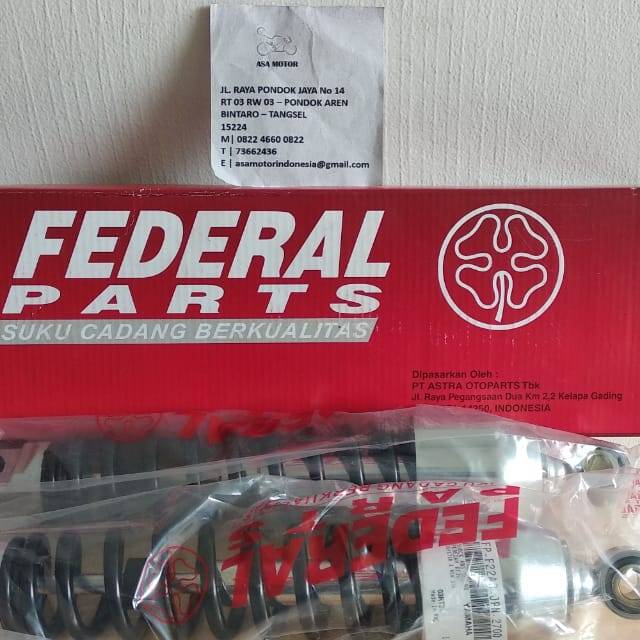 ASA MOTOR
JL. RAYA PONDOK JAYA No 14
RT 03 RW 03 – PONDOK AREN
BINTARO – TANGSEL
15224
M| 0822 4660 0822
T | 73662436
E | asamotorindonesia@gmail.com
FEDERAL
PARTS
SUKU CADANG BERKUALITAS
Dipasarkan Oleh :
PT ASTRA OTOPARTS Tbk
Jl. Raya Pegangsaan Dua Km 2,2 Kelapa Gading
INDONESIA
FEDERAL
PARTS
YAMAHA